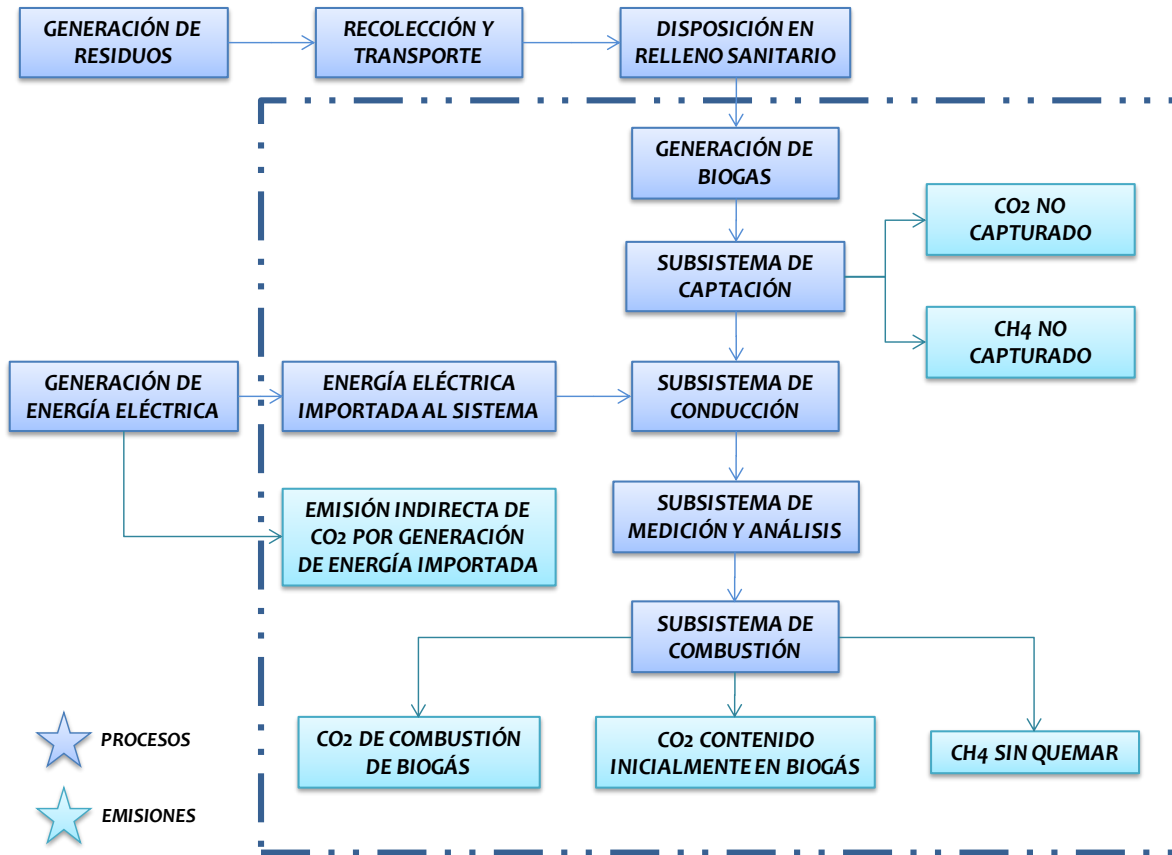 GENERACIÓN DE
RESIDUOS
RECOLECCIÓN Y
TRANSPORTE
DISPOSICIÓN EN
RELLENO SANITARIO
GENERACIÓN DE
BIOGAS
CO2 NO
CAPTURADO
SUBSISTEMA DE
CAPTACIÓN
CH4 NO
CAPTURADO
GENERACIÓN DE
ENERGÍA ELÉCTRICA
ENERGÍA ELÉCTRICA
IMPORTADA AL SISTEMA
SUBSISTEMA DE
CONDUCCIÓN
EMISIÓN INDIRECTA DE
CO2 POR GENERACIÓN
DE ENERGÍA IMPORTADA
SUBSISTEMA DE
MEDICIÓN Y ANÁLISIS
SUBSISTEMA DE
COMBUSTIÓN
CO2 DE COMBUSTIÓN
DE BIOGÁS
CO2 CONTENIDO
INICIALMENTE EN BIOGÁS
CH4 SIN QUEMAR
PROCESOS
EMISIONES